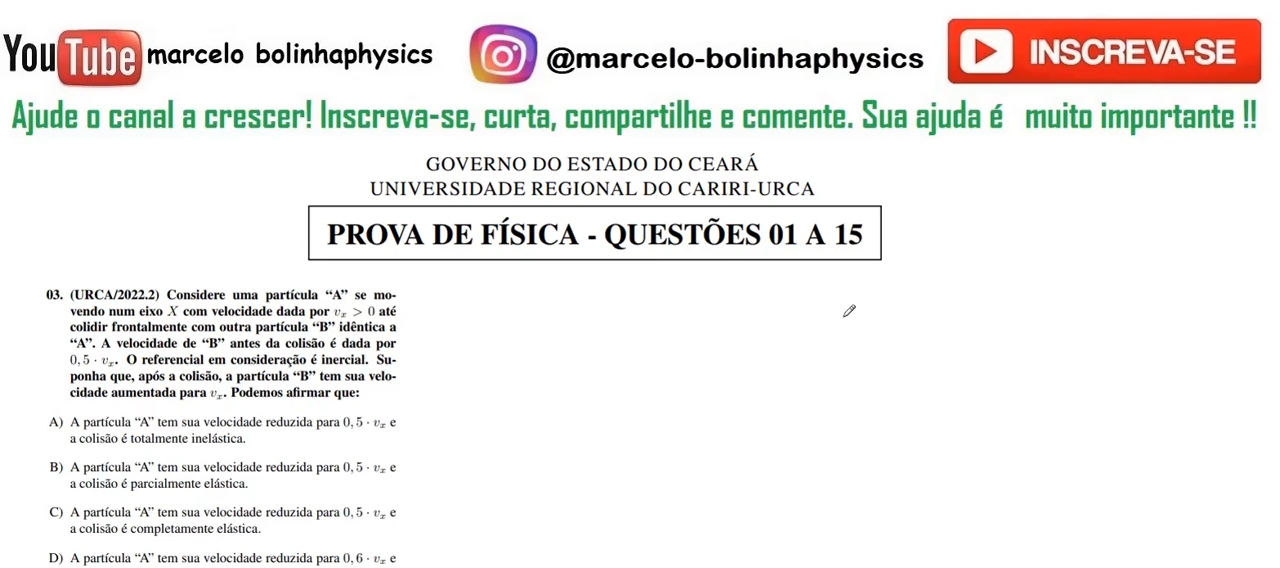 YouTube marcelo bolinhaphysics @marcelo-bolinhaphysics INSCREVA-SE
Ajude o canal a crescer! Inscreva-se, curta, compartilhe e comente. Sua ajuda é muito importante !!
GOVERNO DO ESTADO DO CEARÁ
UNIVERSIDADE REGIONAL DO CARIRI-URCA
PROVA DE FÍSICA - QUESTÕES 01 A 15
03. (URCA/2022.2) Considere uma partícula “A” se mo-
vendo num eixo X com velocidade dada por vₓ > 0 até
colidir frontalmente com outra partícula “B” idêntica a
“A”. A velocidade de “B” antes da colisão é dada por
0, 5 · vₓ. O referencial em consideração é inercial. Su-
ponha que, após a colisão, a partícula “B” tem sua velo-
cidade aumentada para vₓ. Podemos afirmar que:
A) A partícula “A” tem sua velocidade reduzida para 0, 5 · vₓ e
a colisão é totalmente inelástica.
B) A partícula “A” tem sua velocidade reduzida para 0, 5 · vₓ e
a colisão é parcialmente elástica.
C) A partícula “A” tem sua velocidade reduzida para 0, 5 · vₓ e
a colisão é completamente elástica.
D) A partícula “A” tem sua velocidade reduzida para 0, 6 · vₓ e